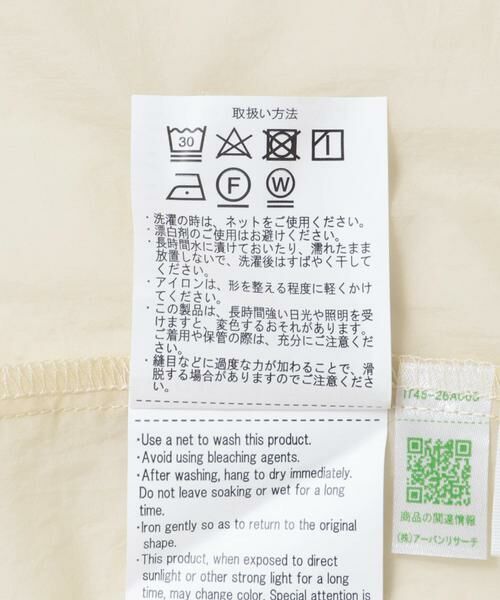 取扱い方法
30
F
W
・洗濯の時は、ネットをご使用ください。
・漂白剤のご使用はお避けください。
・長時間水に漬けておいたり、濡れたまま
放置しないで、洗濯後はすばやく干して
ください。
・アイロンは、形を整える程度に軽くかけ
てください。
・この製品は、長時間強い日光や照明を受
けますと、変色するおそれがあります。
ご着用や保管の際は、充分にご注意くださ
い。
・縫目などに過度な力が加わることで、滑
脱する場合がありますのでご注意くださ
い。
・Use a net to wash this product.
・Avoid using bleaching agents.
・After washing, hang to dry immediately.
Do not leave soaking or wet for a long
time.
・Iron gently so as to return to the original
shape.
・This product, when exposed to direct
sunlight or other strong light for a long
time, may change color. Special attention is
商品の関連情報
(株)アーバンリサーチ